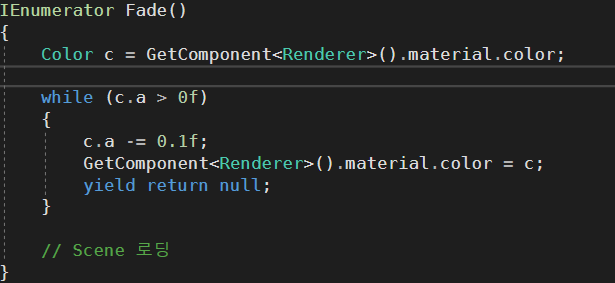 IEnumerator Fade()
{
Color c = GetComponent<Renderer>().material.color;
while (c.a > 0f)
{
c.a -= 0.1f;
GetComponent<Renderer>().material.color = c;
yield return null;
}
// Scene 로딩
}